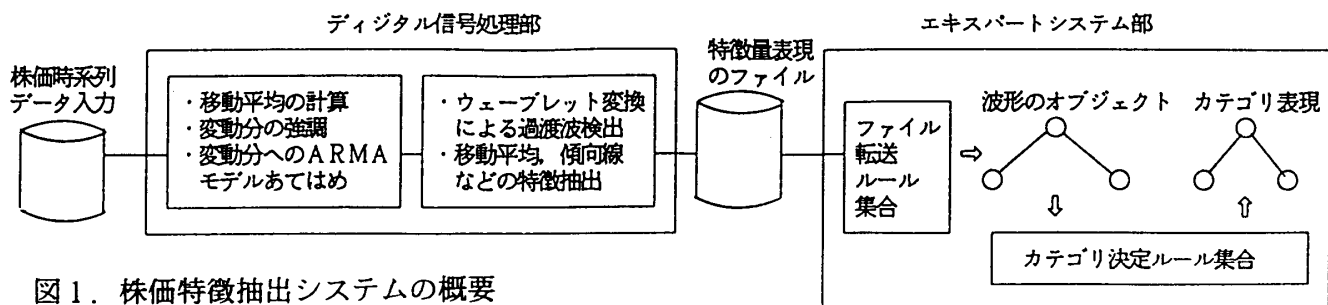 ディジタル信号処理部
エキスパートシステム部
株価時系列
データ入力
・移動平均の計算
・変動分の強調
・変動分へのARMA
モデルあてはめ
・ウェーブレット変換
による過渡波検出
・移動平均，傾向線
などの特徴抽出
特徴量表現
のファイル
ファイル
転送
ルール
集合
⇨
波形のオブジェクト
カテゴリ表現
⇩
⇧
カテゴリ決定ルール集合
図1．株価特徴抽出システムの概要